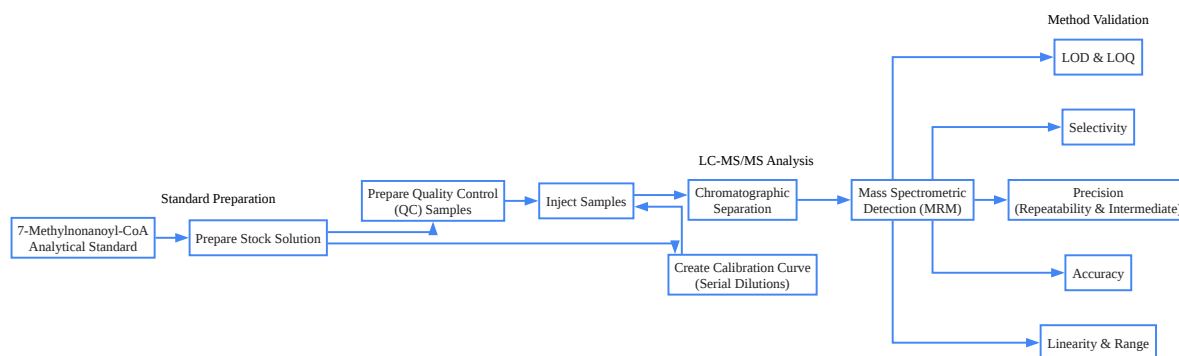 Method Validation
LOD & LOQ
Selectivity
LC-MS/MS Analysis
Standard Preparation
Prepare Quality Control
(QC) Samples
Inject Samples
Chromatographic
Separation
Mass Spectrometric
Detection (MRM)
Precision
(Repeatability & Intermediate)
7-Methylnonanoyl-CoA
Analytical Standard
Prepare Stock Solution
Create Calibration Curve
(Serial Dilutions)
Accuracy
Linearity & Range